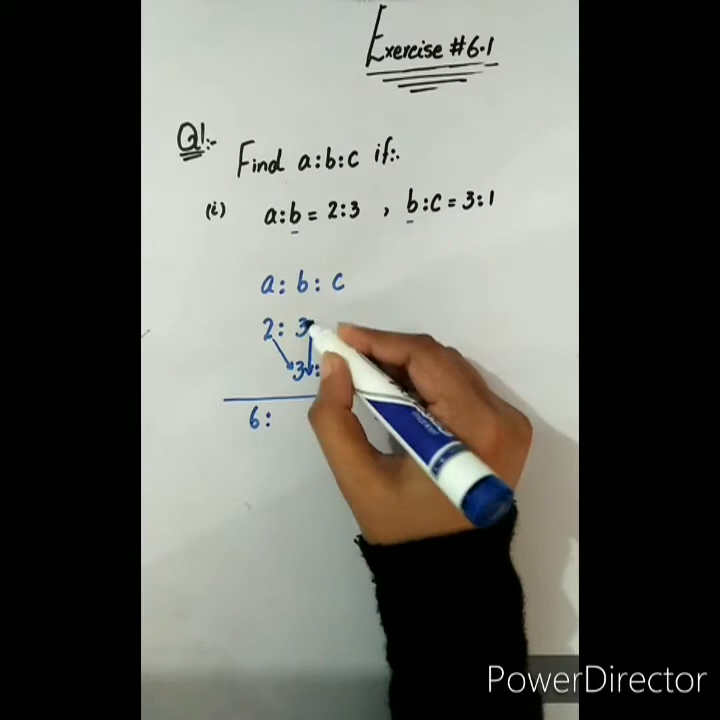 Exercise #6.1
Q1:- Find a:b:c if:-
(i) a:b = 2:3 , b:c = 3:1
a: b: c
2: 3
3 :
6:
PowerDirector